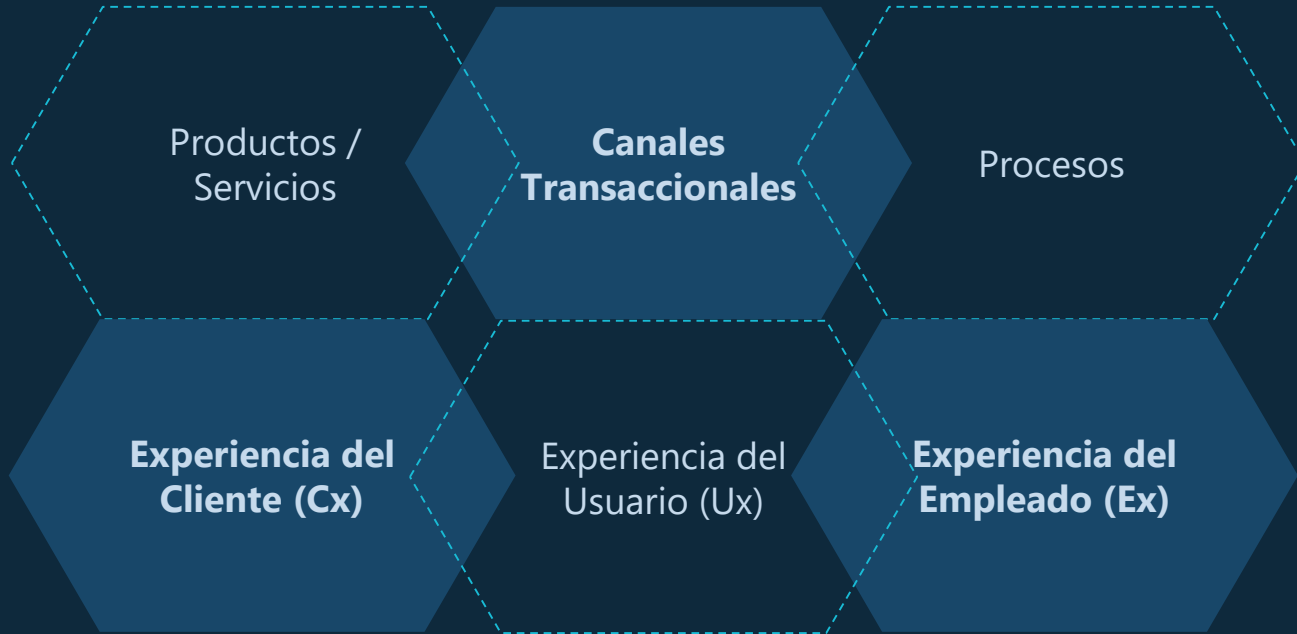 Productos /
Servicios
Canales
Transaccionales
Procesos
Experiencia del
Cliente (Cx)
Experiencia del
Usuario (Ux)
Experiencia del
Empleado (Ex)